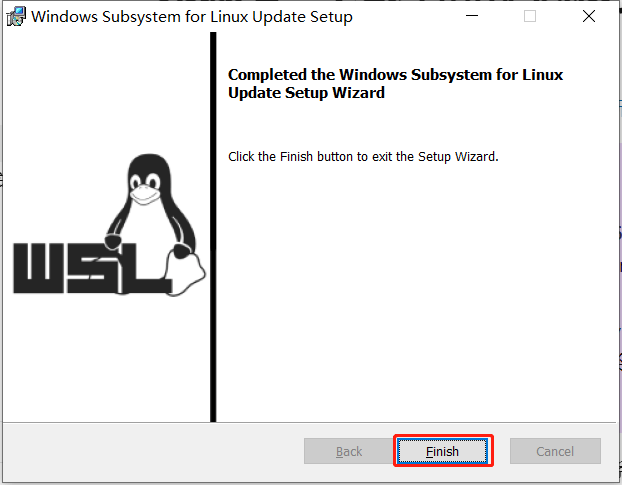 Windows Subsystem for Linux Update Setup
Completed the Windows Subsystem for Linux
Update Setup Wizard
Click the Finish button to exit the Setup Wizard.
WSL
Back
Finish
Cancel